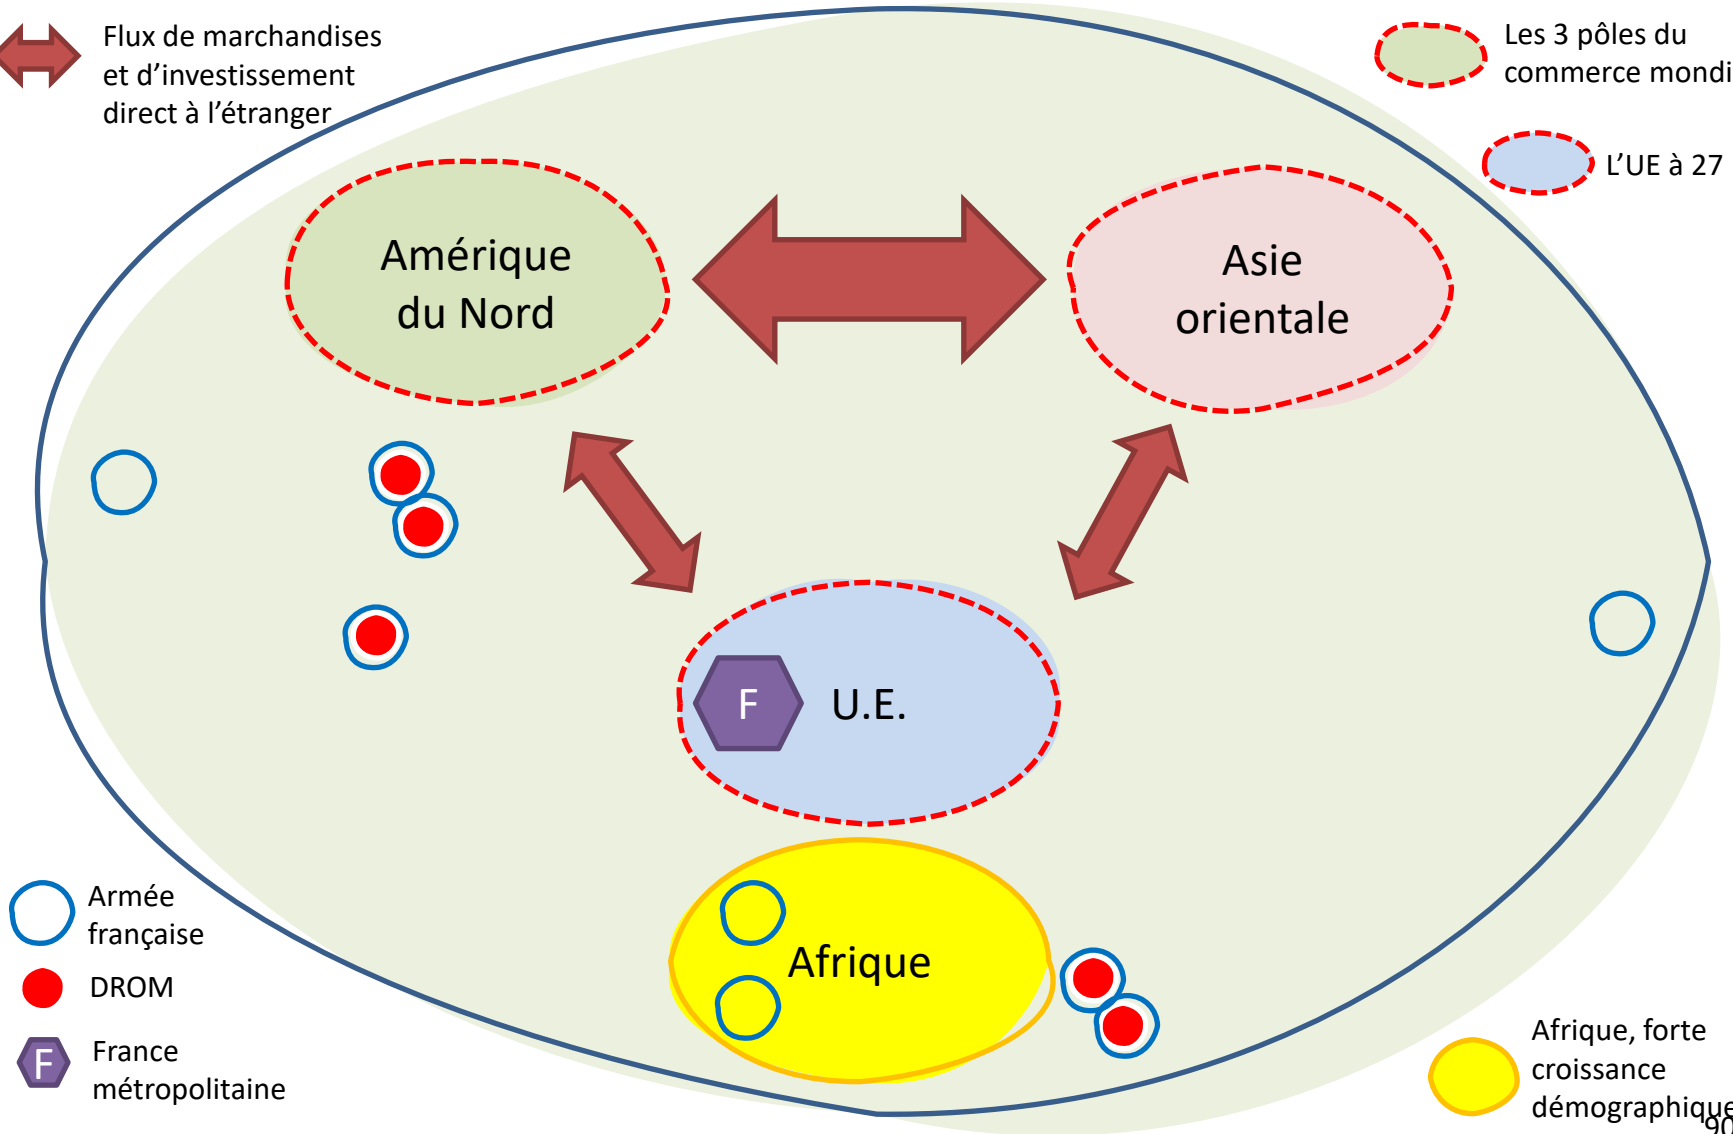 Flux de marchandises
et d’investissement
direct à l’étranger
Les 3 pôles du
commerce mondi
L’UE à 27
Amérique
du Nord
Asie
orientale
F
U.E.
Afrique
Armée
française
DROM
F
France
métropolitaine
Afrique, forte
croissance
démographique
90